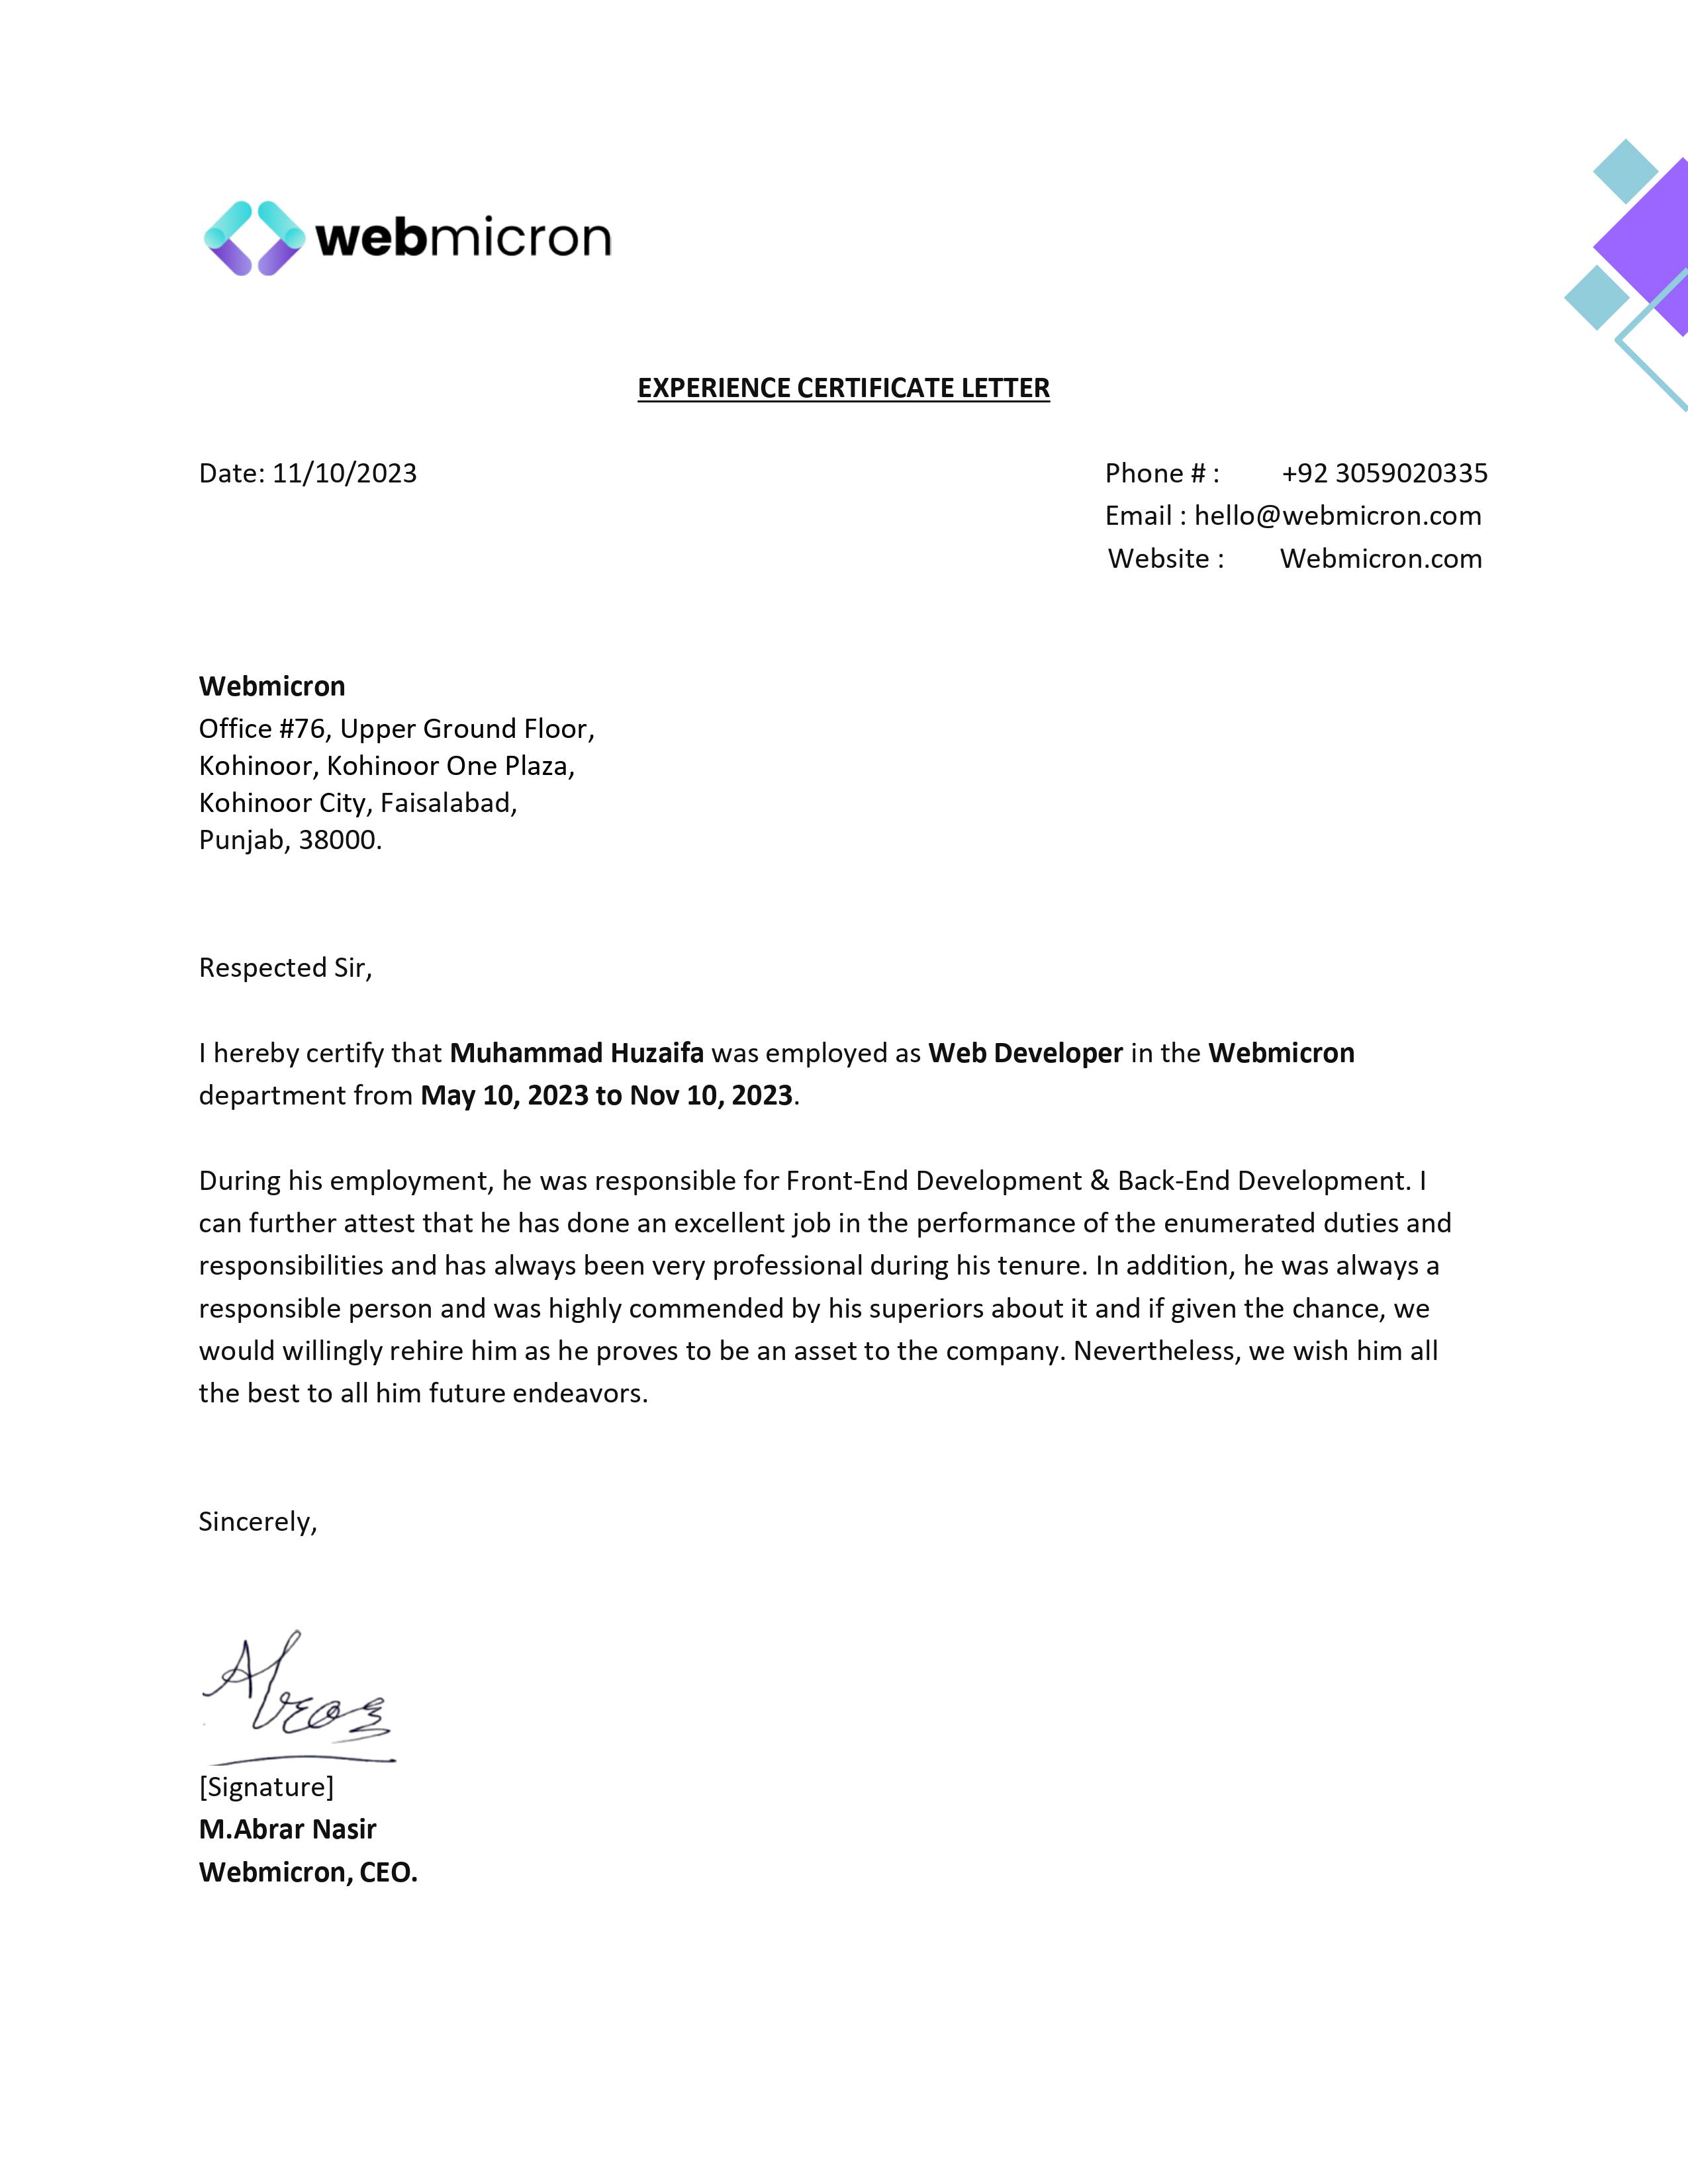 webmicron
EXPERIENCE CERTIFICATE LETTER
Date: 11/10/2023
Phone # : +92 3059020335
Email : hello@webmicron.com
Website : Webmicron.com
Webmicron
Office #76, Upper Ground Floor,
Kohinoor, Kohinoor One Plaza,
Kohinoor City, Faisalabad,
Punjab, 38000.
Respected Sir,
I hereby certify that Muhammad Huzaifa was employed as Web Developer in the Webmicron
department from May 10, 2023 to Nov 10, 2023.
During his employment, he was responsible for Front-End Development & Back-End Development. I
can further attest that he has done an excellent job in the performance of the enumerated duties and
responsibilities and has always been very professional during his tenure. In addition, he was always a
responsible person and was highly commended by his superiors about it and if given the chance, we
would willingly rehire him as he proves to be an asset to the company. Nevertheless, we wish him all
the best to all him future endeavors.
Sincerely,
[Signature]
M.Abrar Nasir
Webmicron, CEO.